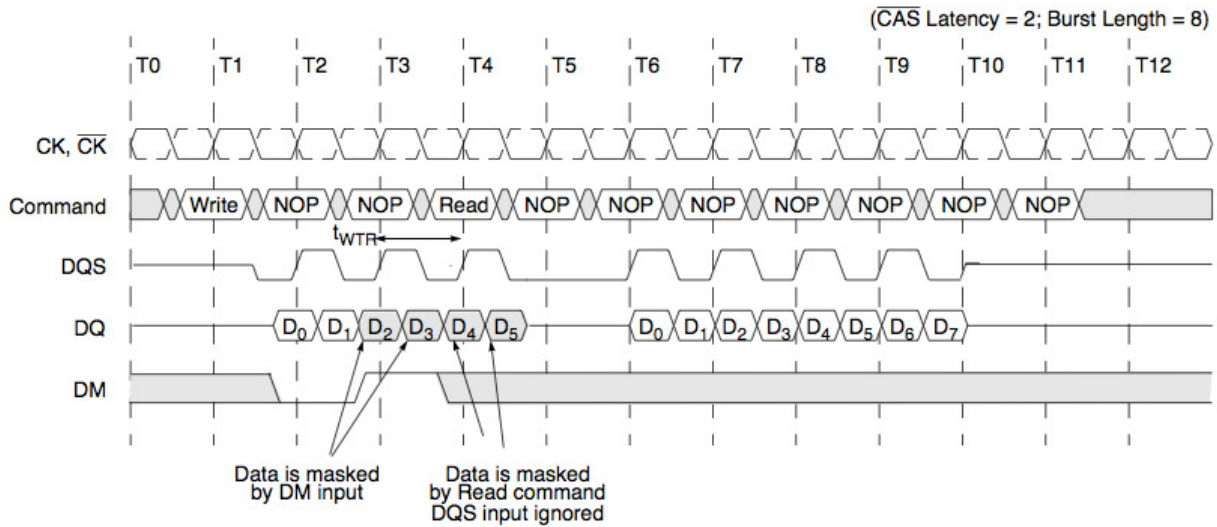 (CAS Latency = 2; Burst Length = 8)
T0 T1 T2 T3 T4 T5 T6 T7 T8 T9 T10 T11 T12
CK, CK
Command Write NOP NOP Read NOP NOP NOP NOP NOP NOP NOP
tWTR
DQS
DQ D0 D1 D2 D3 D4 D5 D0 D1 D2 D3 D4 D5 D6 D7
DM
Data is masked Data is masked
by DM input by Read command
DQS input ignored